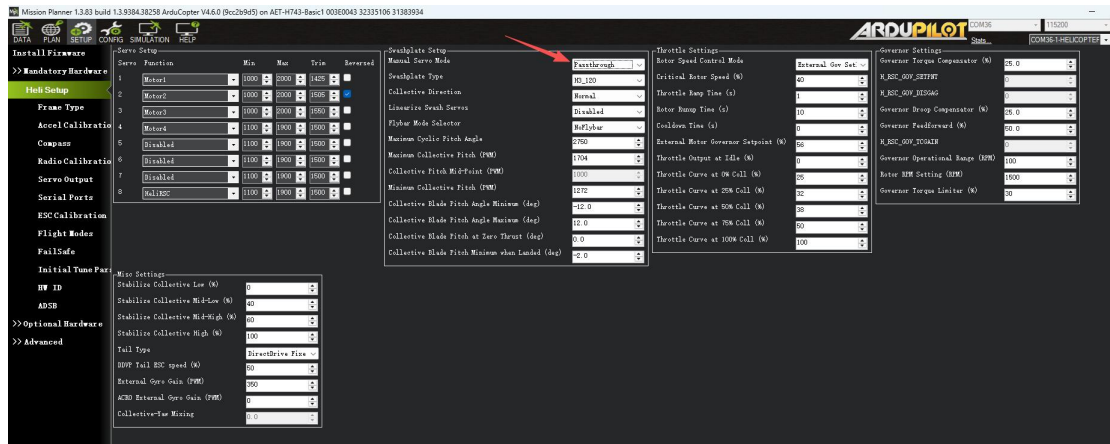 Mission Planner 1.3.83 build 1.3.9384.38258 ArduCopter V4.6.0 (9cc2b9d5) on AET-H743-Basic1 003E0043 32335106 31383934
DATA PLAN SETUP CONFIG SIMULATION HELP
ARDUPILOT
COM36 115200
Stats... COM36-1-HELICOPTER
Install Firmware
>> Mandatory Hardware
Heli Setup
Frame Type
Accel Calibratio
Compass
Radio Calibratio
Servo Output
Serial Ports
ESC Calibration
Flight Modes
FailSafe
Initial Tune Par
HW ID
ADSB
>> Optional Hardware
>> Advanced
Servo Setup
Servo Function Min Max Trim Reversed
1 Motor1 1000 2000 1425
2 Motor2 1000 2000 1505
3 Motor3 1000 2000 1550
4 Motor4 1100 1900 1500
5 Disabled 1100 1900 1500
6 Disabled 1100 1900 1500
7 Disabled 1100 1900 1500
8 HeliRSC 1100 1900 1500
Swashplate Setup
Manual Servo Mode Passthrough
Swashplate Type H3_120
Collective Direction Normal
Linearize Swash Servos Disabled
Flybar Mode Selector NoFlybar
Maximum Cyclic Pitch Angle 2750
Maximum Collective Pitch (PWM) 1704
Collective Pitch Mid-Point (PWM) 1000
Minimum Collective Pitch (PWM) 1272
Collective Blade Pitch Angle Minimum (deg) -12.0
Collective Blade Pitch Angle Maximum (deg) 12.0
Collective Blade Pitch at Zero Thrust (deg) 0.0
Collective Blade Pitch Minimum when Landed (deg) -2.0
Throttle Settings
Rotor Speed Control Mode External Gov Set
Critical Rotor Speed (%) 40
Throttle Ramp Time (s) 1
Rotor Runup Time (s) 10
Cooldown Time (s) 0
External Motor Governor Setpoint (%) 56
Throttle Output at Idle (%) 0
Throttle Curve at 0% Coll (%) 25
Throttle Curve at 25% Coll (%) 32
Throttle Curve at 50% Coll (%) 38
Throttle Curve at 75% Coll (%) 50
Throttle Curve at 100% Coll (%) 100
Governor Settings
Governor Torque Compensator (%) 25.0
H_RSC_GOV_SETPNT 0
H_RSC_GOV_DISGAG 0
Governor Droop Compensator (%) 25.0
Governor Feedforward (%) 50.0
H_RSC_GOV_TCGAIN 0
Governor Operational Range (RPM) 100
Rotor RPM Setting (RPM) 1500
Governor Torque Limiter (%) 30
Misc Settings
Stabilize Collective Low (%) 0
Stabilize Collective Mid-Low (%) 40
Stabilize Collective Mid-High (%) 60
Stabilize Collective High (%) 100
Tail Type DirectDrive Fixe
DDVP Tail ESC speed (%) 50
External Gyro Gain (PWM) 350
ACRO External Gyro Gain (PWM) 0
Collective-Yaw Mixing 0.0